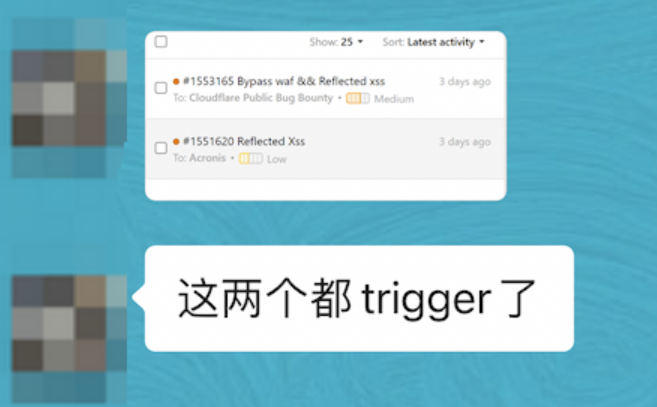 Show: 25 Sort: Latest activity
#1553165 Bypass waf && Reflected xss 3 days ago
To: Cloudflare Public Bug Bounty • Medium
#1551620 Reflected Xss 3 days ago
To: Acronis • Low
这两个都 trigger 了